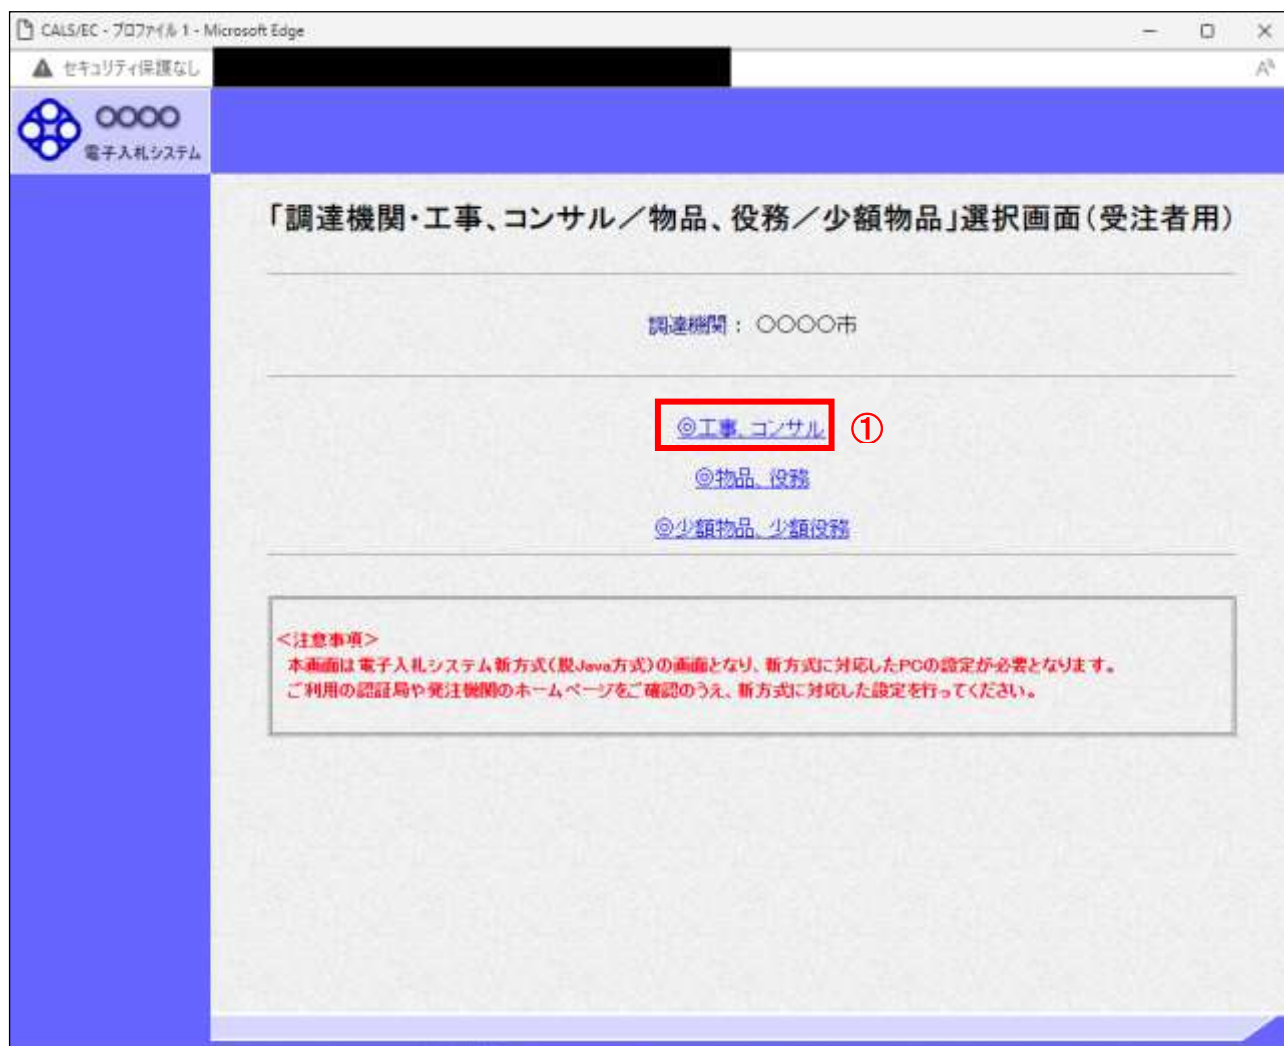 CALS/EC - プロファイル 1 - Microsoft Edge
セキュリティ保護なし
A
○○○○
電子入札システム
「調達機関・工事、コンサル／物品、役務／少額物品」選択画面(受注者用)
調達機関： ○○○○市
◎工事、コンサル ①
◎物品、役務
◎少額物品、少額役務
＜注意事項＞
本画面は電子入札システム新方式(脱Java方式)の画面となり、新方式に対応したPCの設定が必要となります。
ご利用の認証局や発注機関のホームページをご確認のうえ、新方式に対応した設定を行ってください。